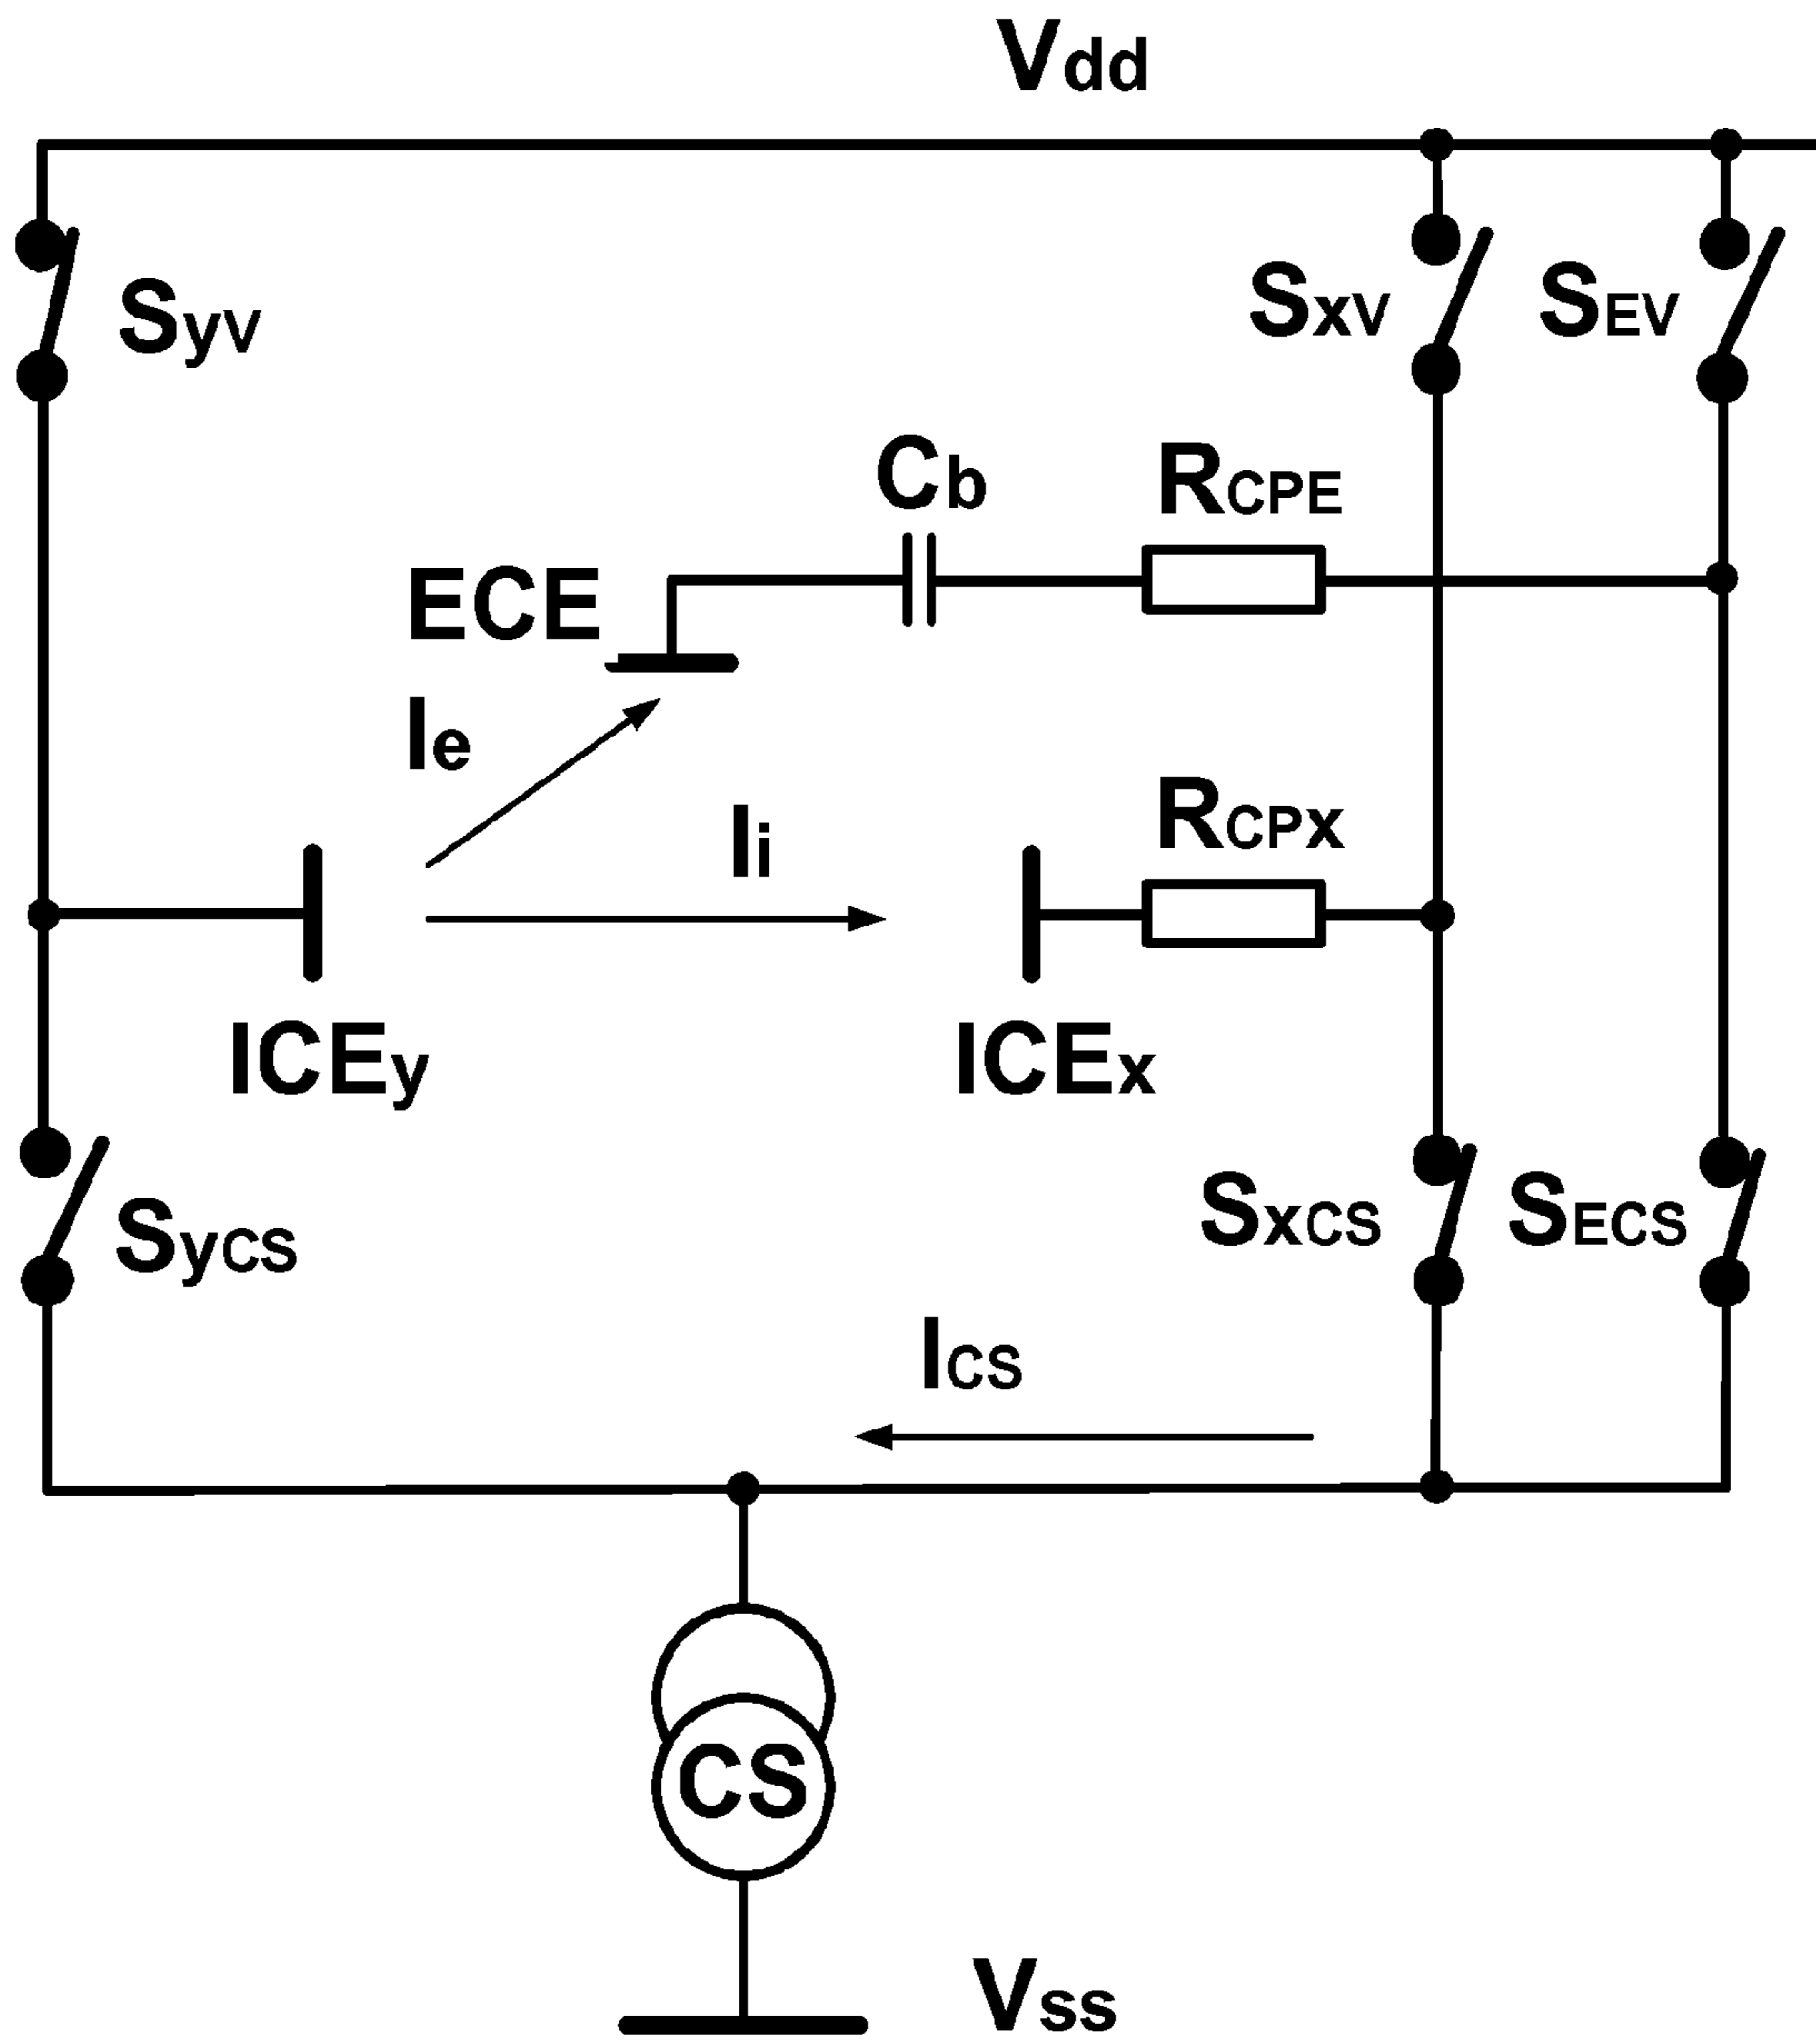 Vdd
SyV
SxV
SEV
Cb
RCPE
ECE
Ie
Ii
RCPx
ICEy
ICEx
SyCS
SxCS
SECS
ICS
CS
Vss